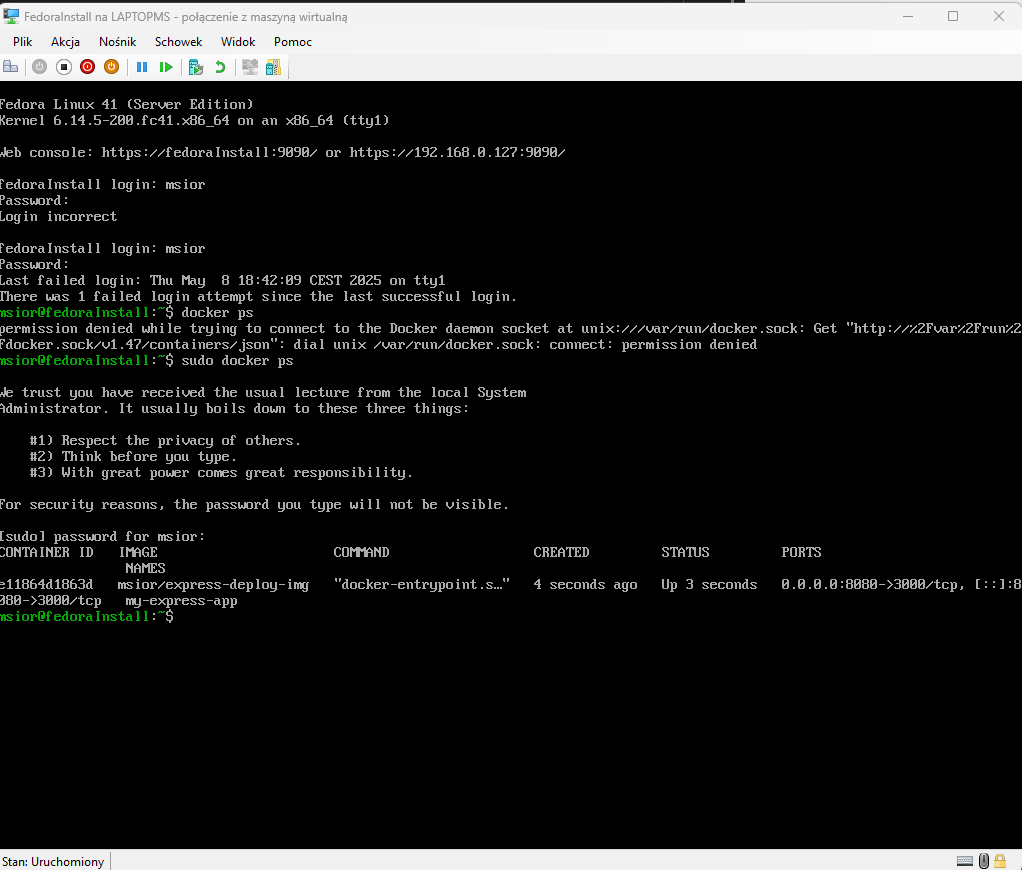 FedoraInstall na LAPTOPMS - połączenie z maszyną wirtualną
Plik Akcja Nośnik Schowek Widok Pomoc
Fedora Linux 41 (Server Edition)
Kernel 6.14.5-200.fc41.x86_64 on an x86_64 (tty1)
Web console: https://fedoraInstall:9090/ or https://192.168.0.127:9090/
fedoraInstall login: msior
Password:
Login incorrect
fedoraInstall login: msior
Password:
Last failed login: Thu May  8 18:42:09 CEST 2025 on tty1
There was 1 failed login attempt since the last successful login.
msior@fedoraInstall:~$ docker ps
permission denied while trying to connect to the Docker daemon socket at unix:///var/run/docker.sock: Get "http://%2Fvar%2Frun%2
Fdocker.sock/v1.47/containers/json": dial unix /var/run/docker.sock: connect: permission denied
msior@fedoraInstall:~$ sudo docker ps
We trust you have received the usual lecture from the local System
Administrator. It usually boils down to these three things:
#1) Respect the privacy of others.
#2) Think before you type.
#3) With great power comes great responsibility.
For security reasons, the password you type will not be visible.
[sudo] password for msior:
CONTAINER ID   IMAGE                      COMMAND                  CREATED         STATUS         PORTS
NAMES
e11864d1863d   msior/express-deploy-img   "docker-entrypoint.s…"   4 seconds ago   Up 3 seconds   0.0.0.0:8080->3000/tcp, [::]:8
080->3000/tcp   my-express-app
msior@fedoraInstall:~$
Stan: Uruchomiony